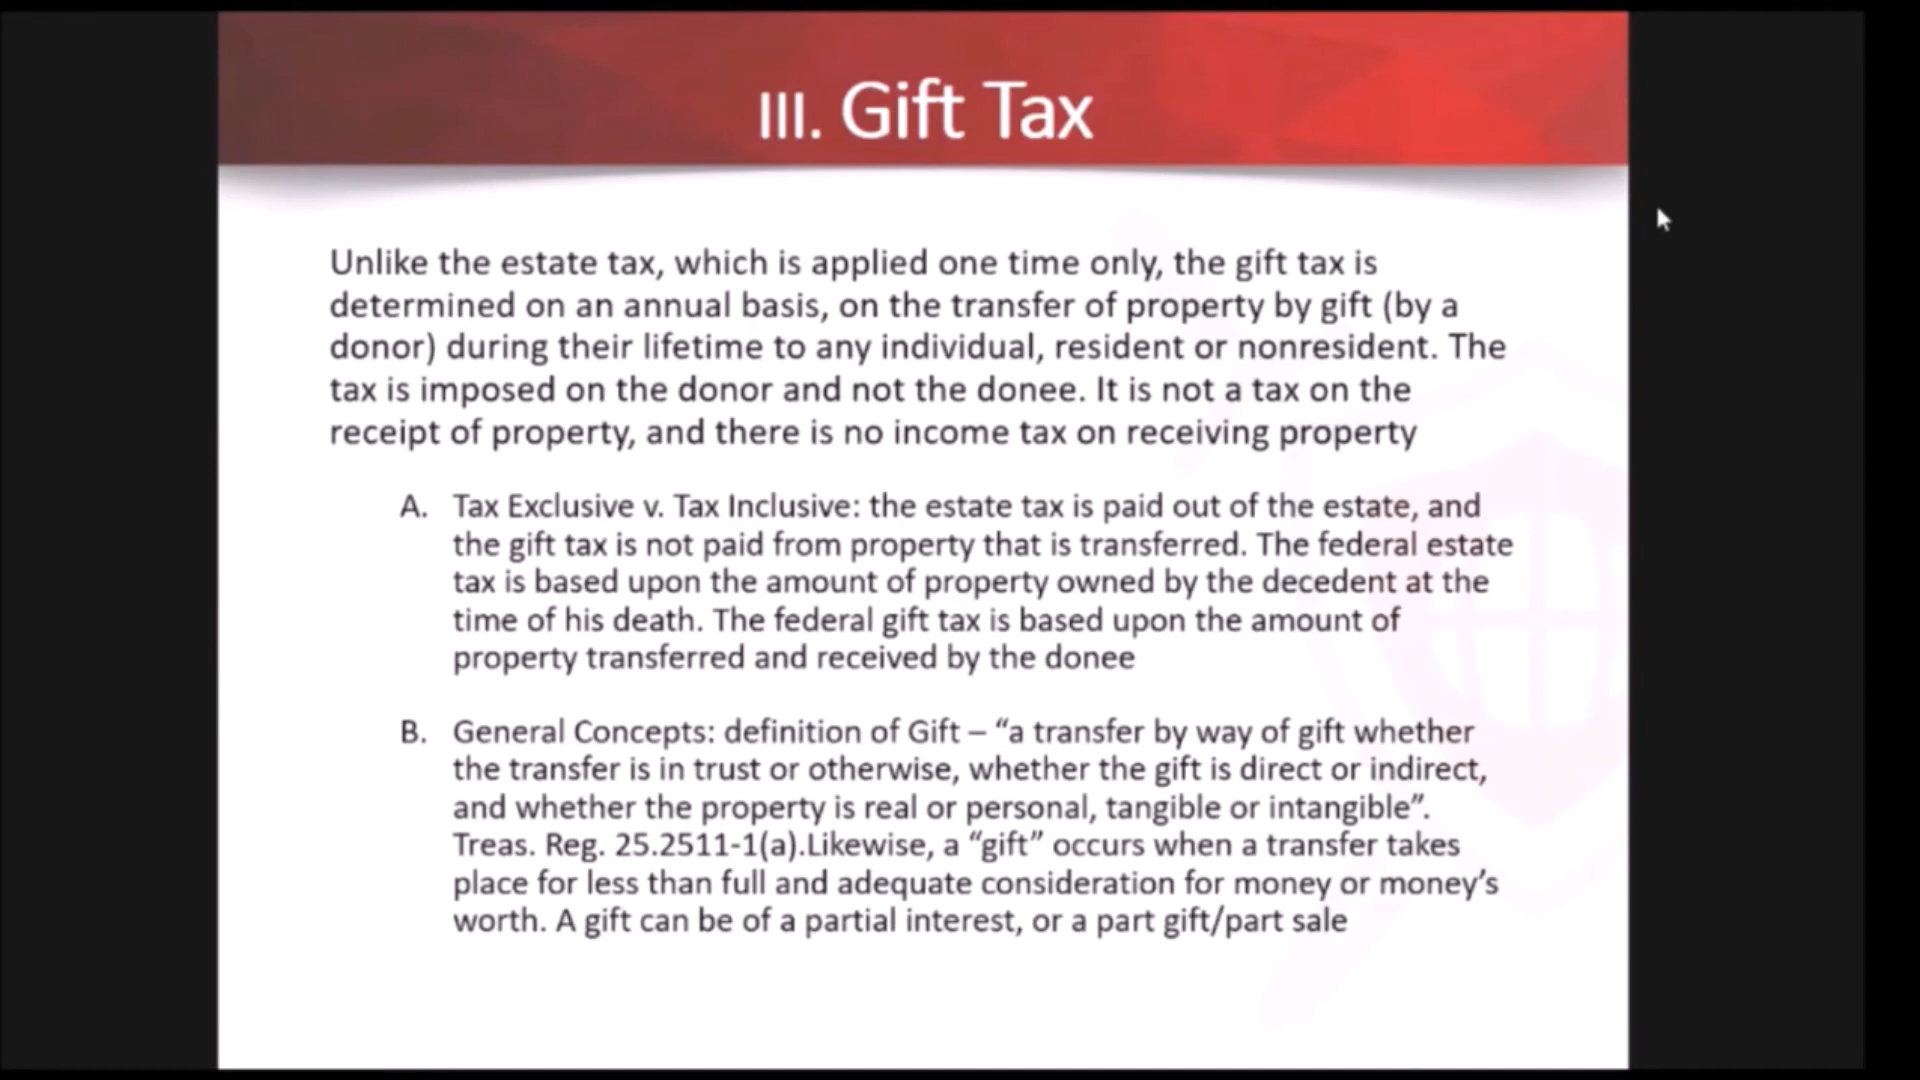 III. Gift Tax
Unlike the estate tax, which is applied one time only, the gift tax is
determined on an annual basis, on the transfer of property by gift (by a
donor) during their lifetime to any individual, resident or nonresident. The
tax is imposed on the donor and not the donee. It is not a tax on the
receipt of property, and there is no income tax on receiving property
A. Tax Exclusive v. Tax Inclusive: the estate tax is paid out of the estate, and
the gift tax is not paid from property that is transferred. The federal estate
tax is based upon the amount of property owned by the decedent at the
time of his death. The federal gift tax is based upon the amount of
property transferred and received by the donee
B. General Concepts: definition of Gift – “a transfer by way of gift whether
the transfer is in trust or otherwise, whether the gift is direct or indirect,
and whether the property is real or personal, tangible or intangible”.
Treas. Reg. 25.2511-1(a).Likewise, a “gift” occurs when a transfer takes
place for less than full and adequate consideration for money or money’s
worth. A gift can be of a partial interest, or a part gift/part sale